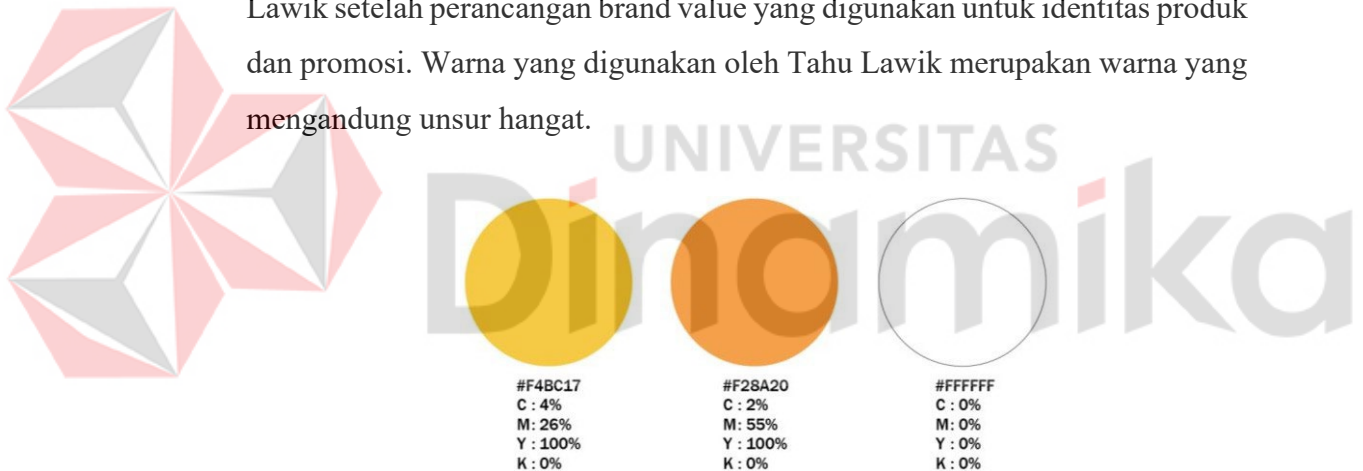 Lawik setelah perancangan brand value yang digunakan untuk identitas produk
dan promosi. Warna yang digunakan oleh Tahu Lawik merupakan warna yang
mengandung unsur hangat.
UNIVERSITAS
Dinamika
#F4BC17
C : 4%
M: 26%
Y : 100%
K : 0%
#F28A20
C : 2%
M: 55%
Y : 100%
K : 0%
#FFFFFF
C : 0%
M: 0%
Y : 0%
K : 0%